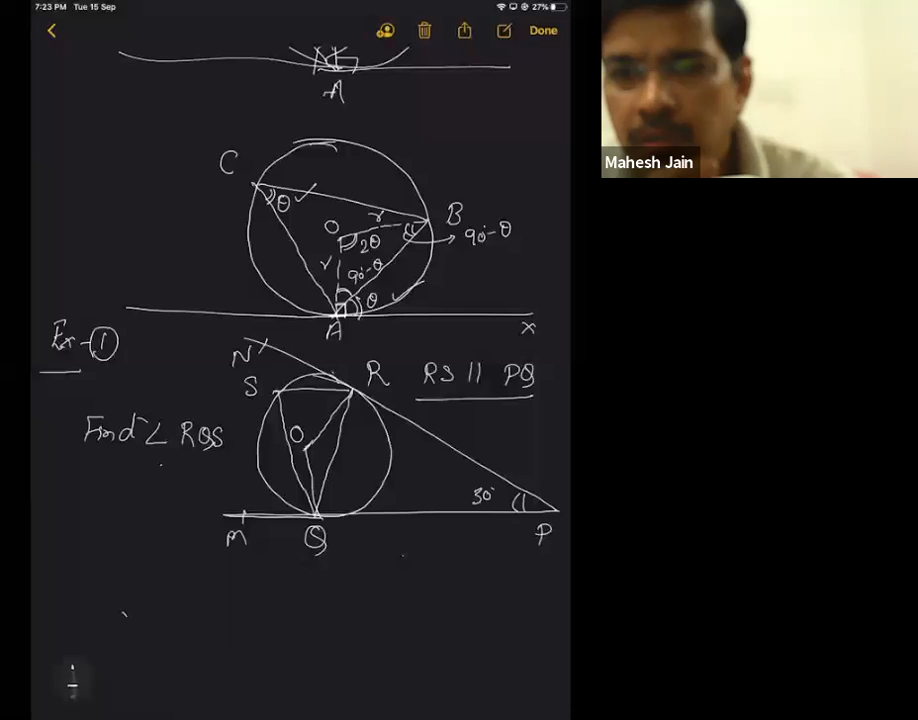 7:23 PM Tue 15 Sep
27%
Done
A
C
θ
O
r
B
2θ
90°-θ
r
90°-θ
θ
A
x
Ex-①
N
S
R
RS || PQ
Find ∠ RQS
O
30°
M
Q
P
Mahesh Jain